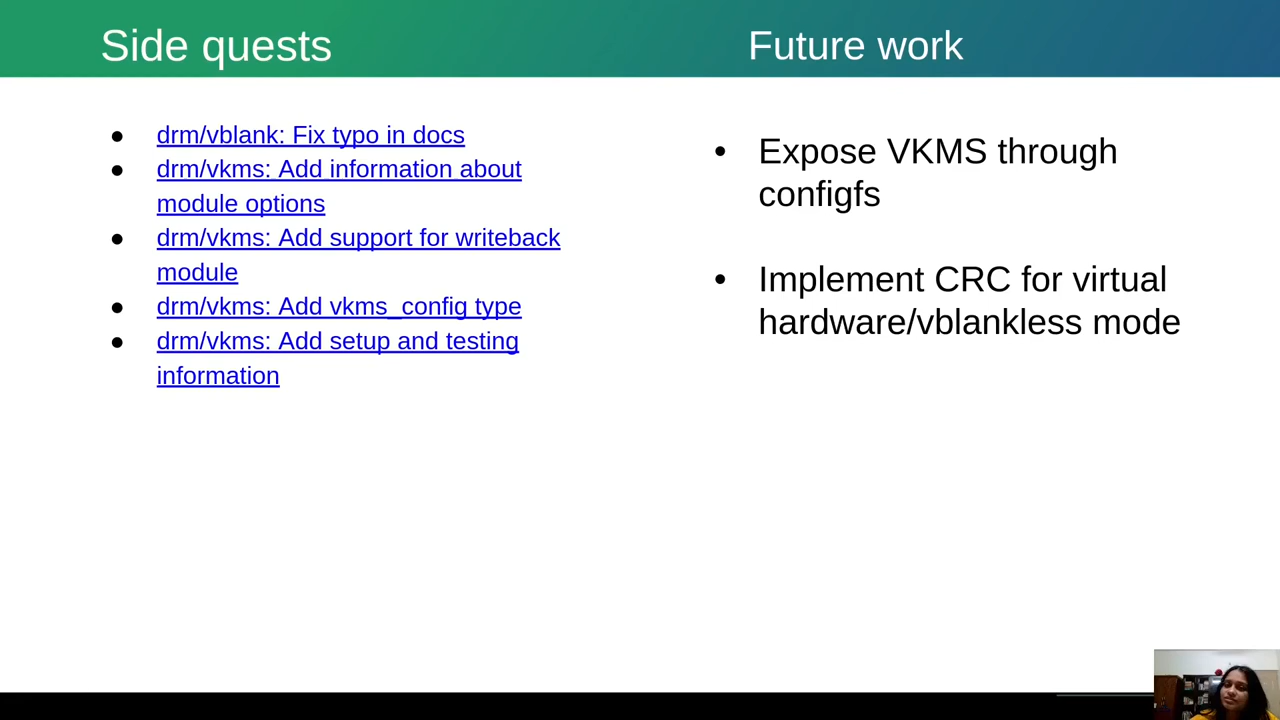 Side quests
● drm/vblank: Fix typo in docs
● drm/vkms: Add information about
module options
● drm/vkms: Add support for writeback
module
● drm/vkms: Add vkms_config type
● drm/vkms: Add setup and testing
information
Future work
• Expose VKMS through
configfs
• Implement CRC for virtual
hardware/vblankless mode